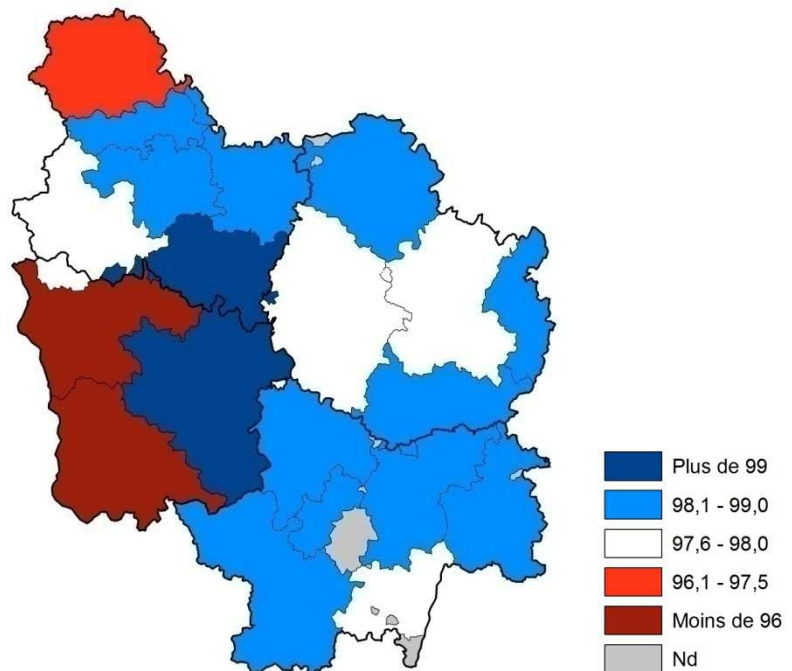 Plus de 99
98,1 - 99,0
97,6 - 98,0
96,1 - 97,5
Moins de 96
Nd